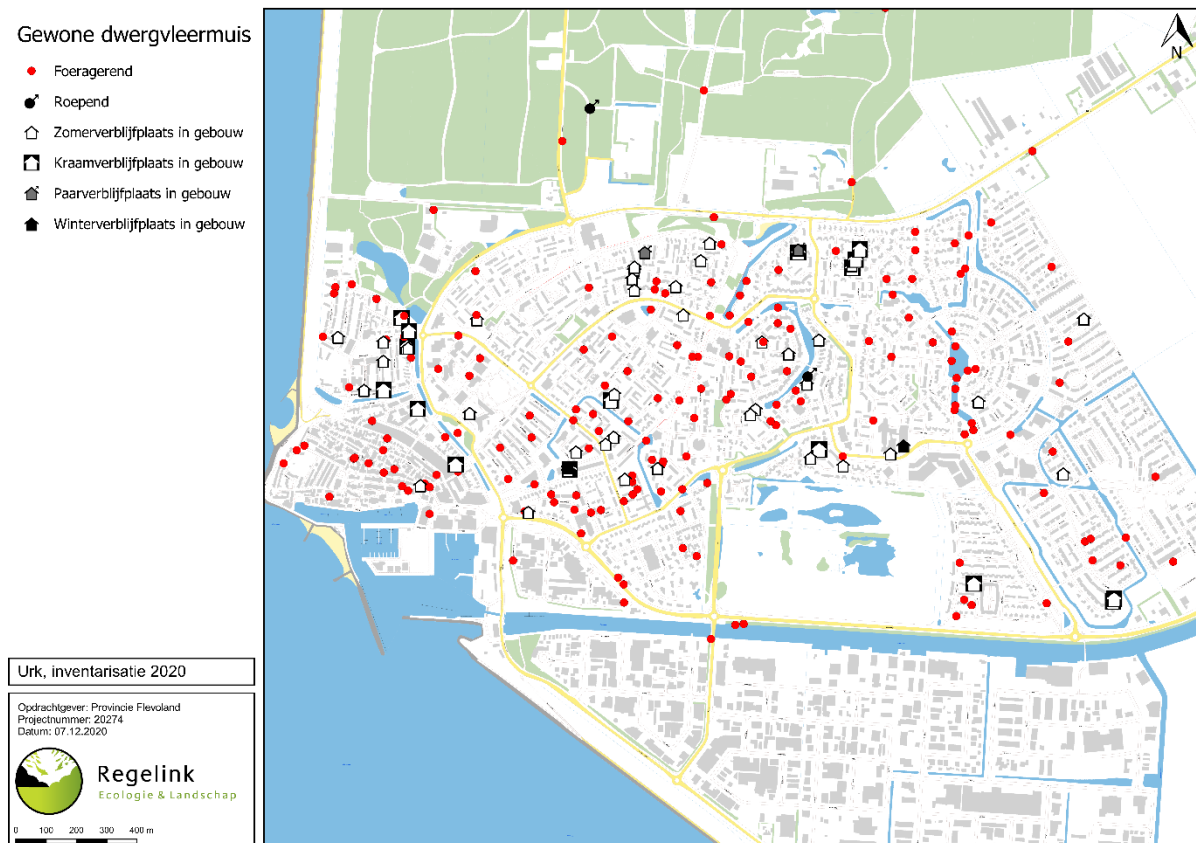 Gewone dwergvleermuis
Foeragerend
Roepend
Zomerverblijfplaats in gebouw
Kraamverblijfplaats in gebouw
Paarverblijfplaats in gebouw
Winterverblijfplaats in gebouw
N
Urk, inventarisatie 2020
Opdrachtgever: Provincie Flevoland
Projectnummer: 20274
Datum: 07.12.2020
Regelink
Ecologie & Landschap
0 100 200 300 400 m